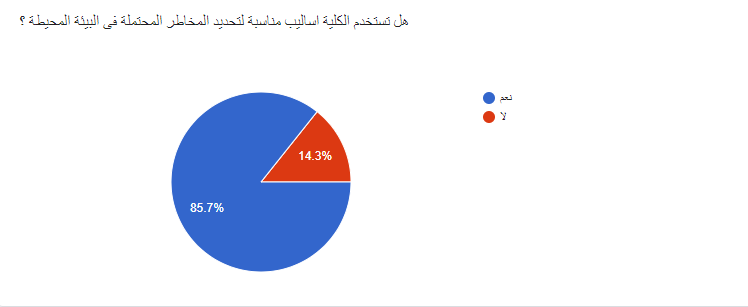 هل تستخدم الكلية اساليب مناسبة لتحديد المخاطر المحتملة فى البيئة المحيطة ؟
نعم
لا
14.3%
85.7%